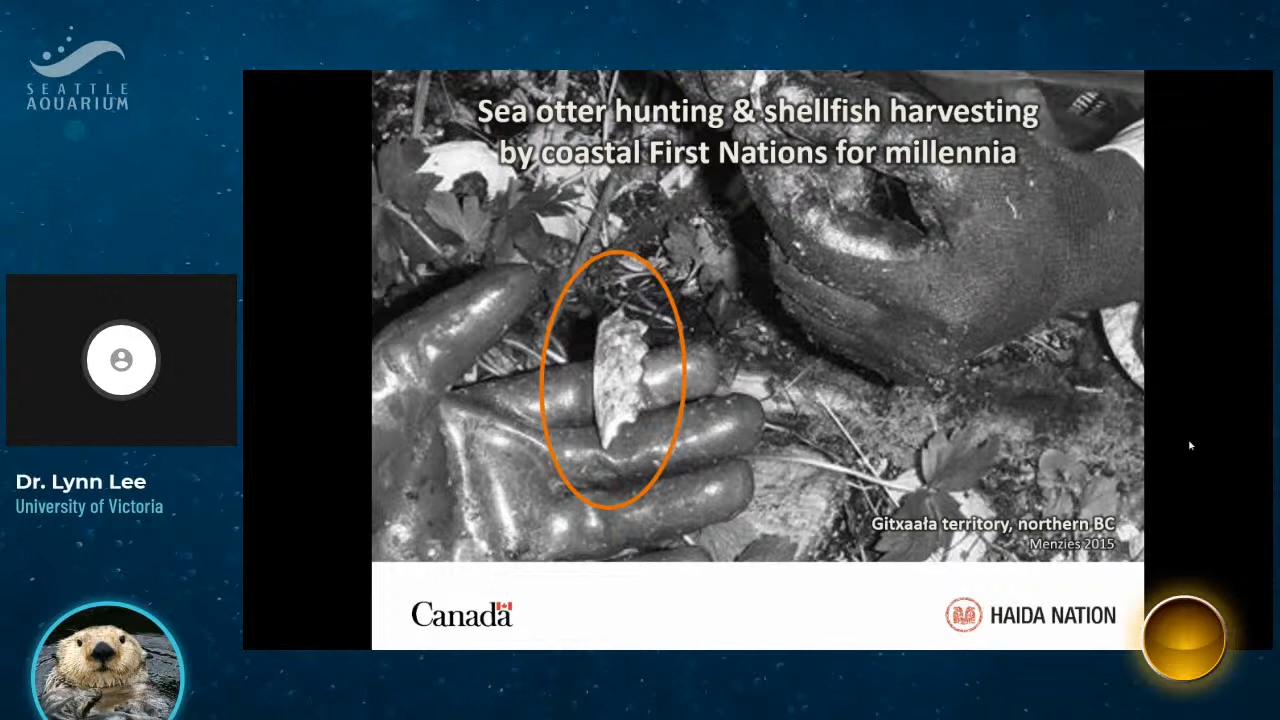 SEATTLE
AQUARIUM
Sea otter hunting & shellfish harvesting
by coastal First Nations for millennia
Dr. Lynn Lee
University of Victoria
Gitxaała territory, northern BC
Menzies 2015
Canada
HAIDA NATION